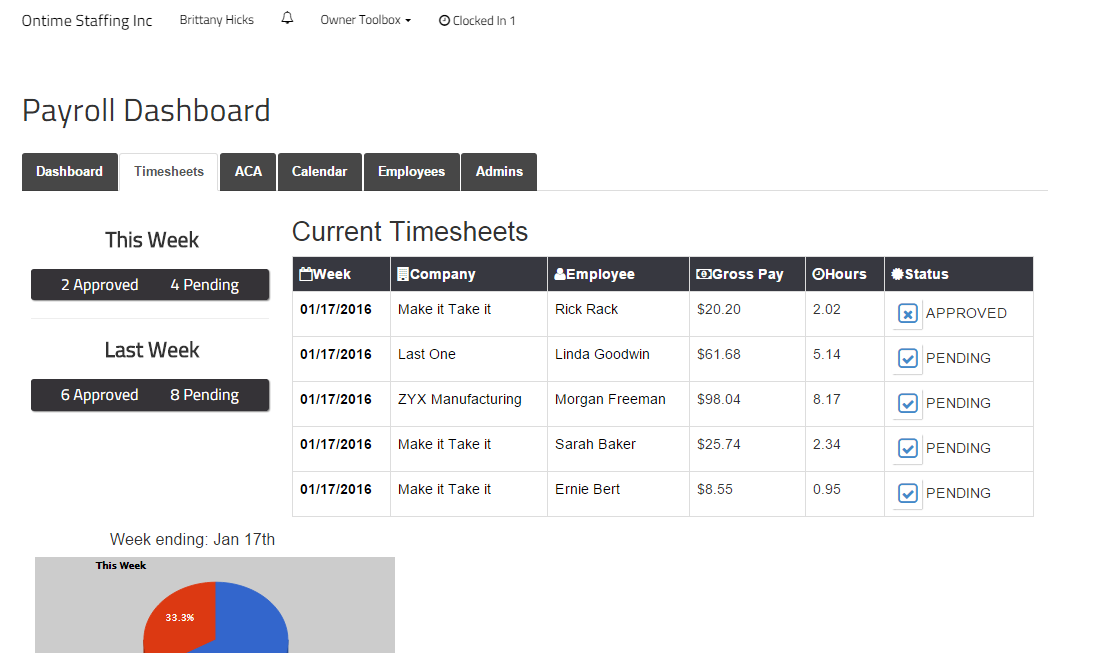 Ontime Staffing Inc Brittany Hicks Owner Toolbox Clocked In 1
Payroll Dashboard
Dashboard Timesheets ACA Calendar Employees Admins
This Week
2 Approved 4 Pending
Last Week
6 Approved 8 Pending
Current Timesheets
Week Company Employee Gross Pay Hours Status
01/17/2016 Make it Take it Rick Rack $20.20 2.02 APPROVED
01/17/2016 Last One Linda Goodwin $61.68 5.14 PENDING
01/17/2016 ZYX Manufacturing Morgan Freeman $98.04 8.17 PENDING
01/17/2016 Make it Take it Sarah Baker $25.74 2.34 PENDING
01/17/2016 Make it Take it Ernie Bert $8.55 0.95 PENDING
Week ending: Jan 17th
This Week
33.3%